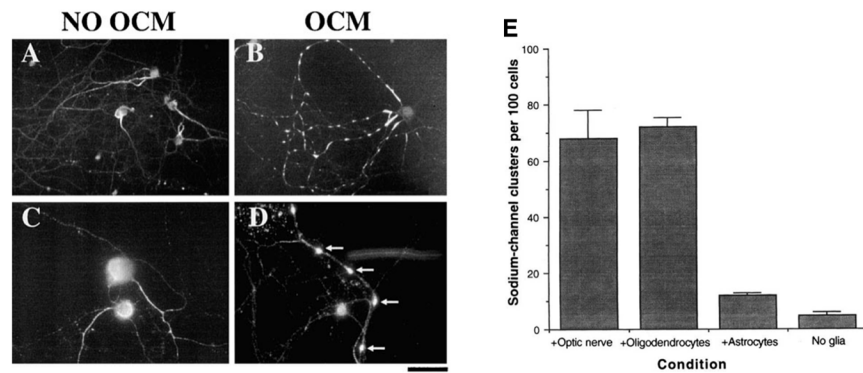 NO OCM
OCM
A
B
C
D
E
Sodium-channel clusters per 100 cells
100
80
60
40
20
0
+Optic nerve
+Oligodendrocytes
+Astrocytes
No glia
Condition